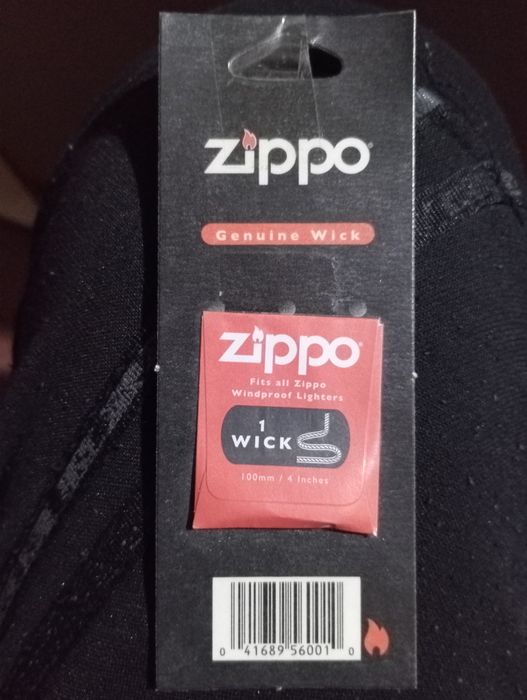 zippo
Genuine Wick
zippo
Fits all Zippo
Windproof Lighters
1
WICK
100mm / 4 Inches
0 41689 56001 0